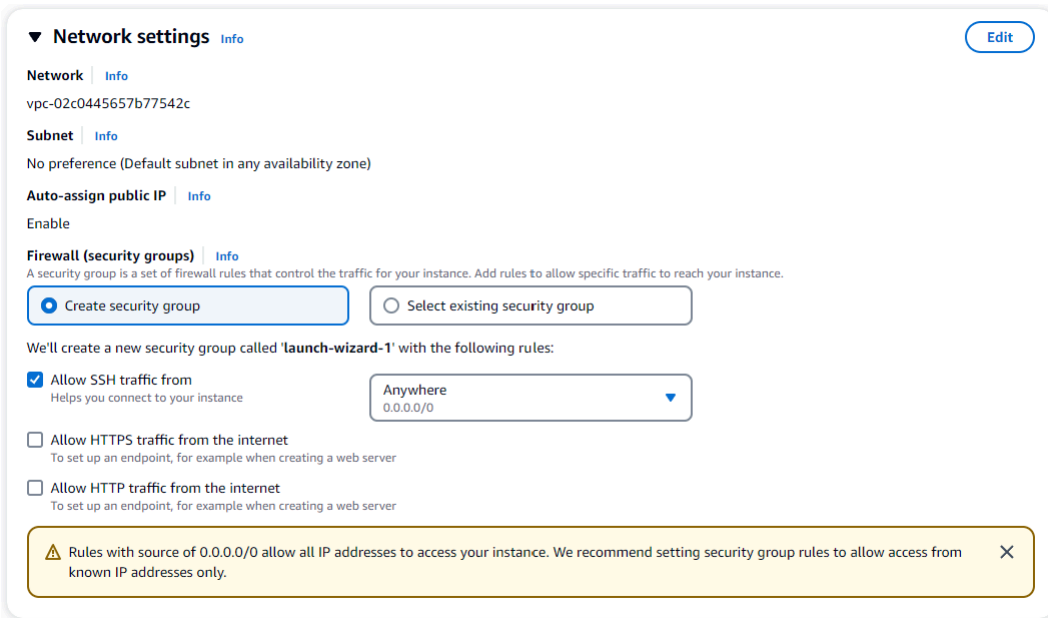 Network settings Info
Edit
Network Info
vpc-02c0445657b77542c
Subnet Info
No preference (Default subnet in any availability zone)
Auto-assign public IP Info
Enable
Firewall (security groups) Info
A security group is a set of firewall rules that control the traffic for your instance. Add rules to allow specific traffic to reach your instance.
Create security group
Select existing security group
We'll create a new security group called 'launch-wizard-1' with the following rules:
Allow SSH traffic from
Helps you connect to your instance
Anywhere
0.0.0.0/0
Allow HTTPS traffic from the internet
To set up an endpoint, for example when creating a web server
Allow HTTP traffic from the internet
To set up an endpoint, for example when creating a web server
Rules with source of 0.0.0.0/0 allow all IP addresses to access your instance. We recommend setting security group rules to allow access from
known IP addresses only.